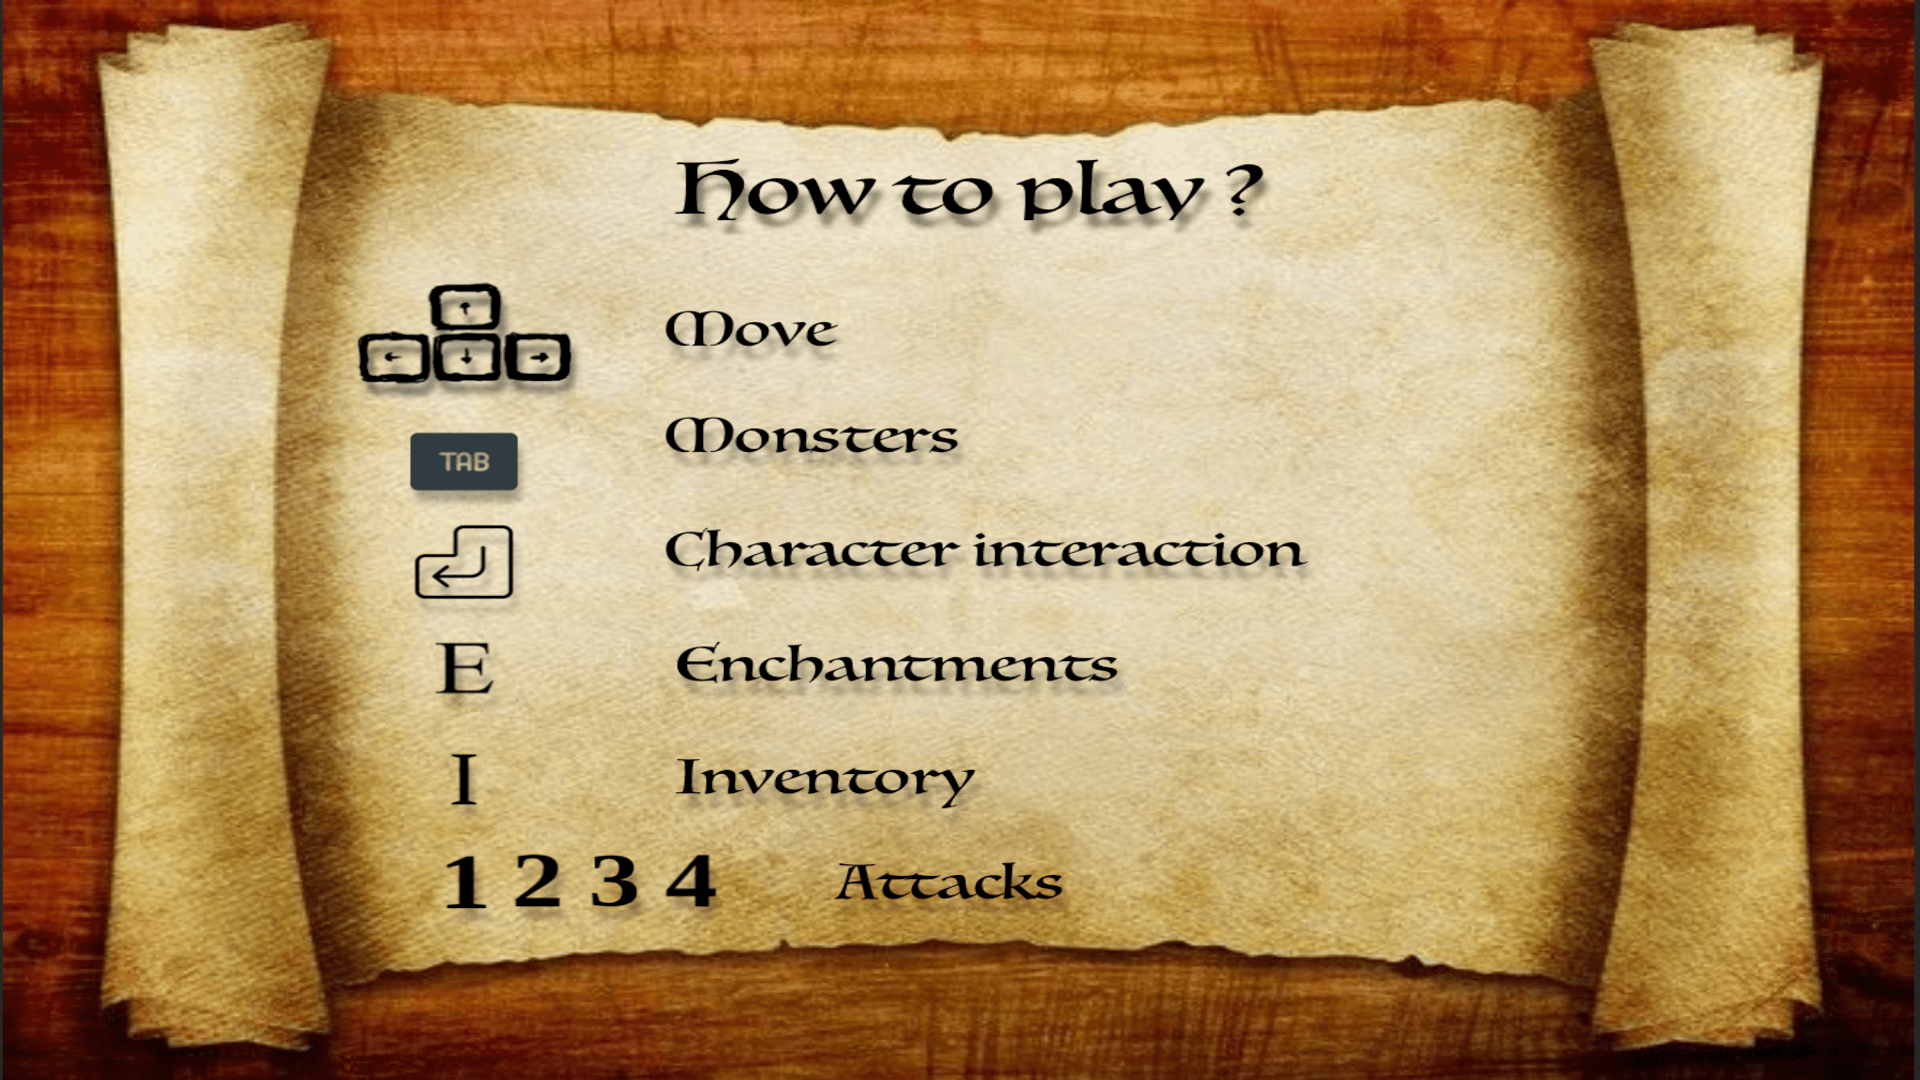 How to play ?
↑
← ↓ →
Move
TAB
Monsters
Character interaction
E Enchantments
I Inventory
1 2 3 4 Attacks